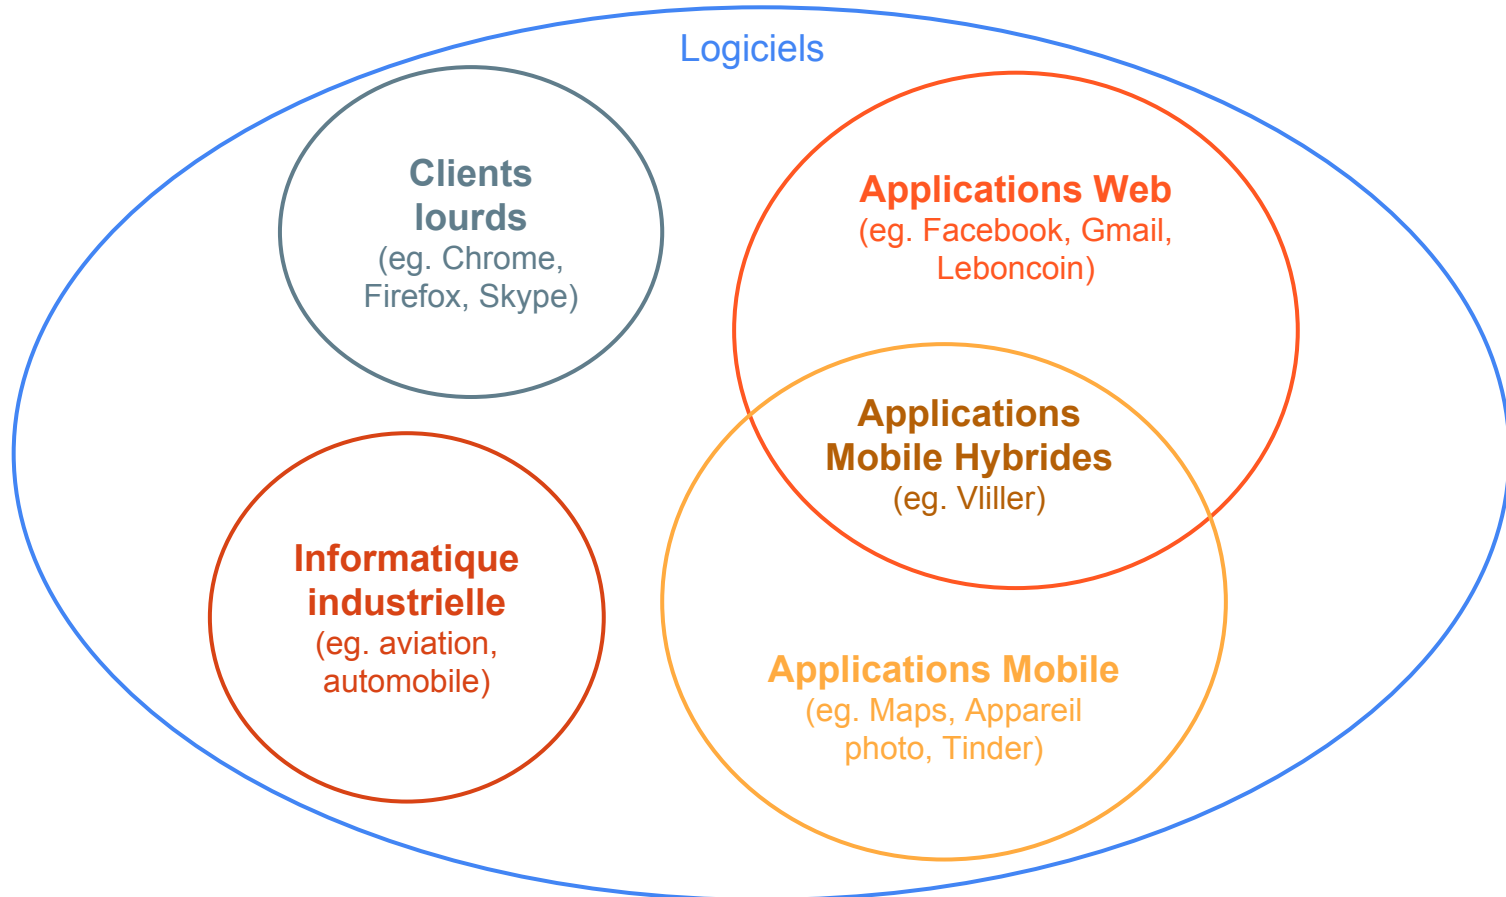 Logiciels
Clients
lourds
(eg. Chrome,
Firefox, Skype)
Applications Web
(eg. Facebook, Gmail,
Leboncoin)
Applications
Mobile Hybrides
(eg. Vliller)
Informatique
industrielle
(eg. aviation,
automobile)
Applications Mobile
(eg. Maps, Appareil
photo, Tinder)